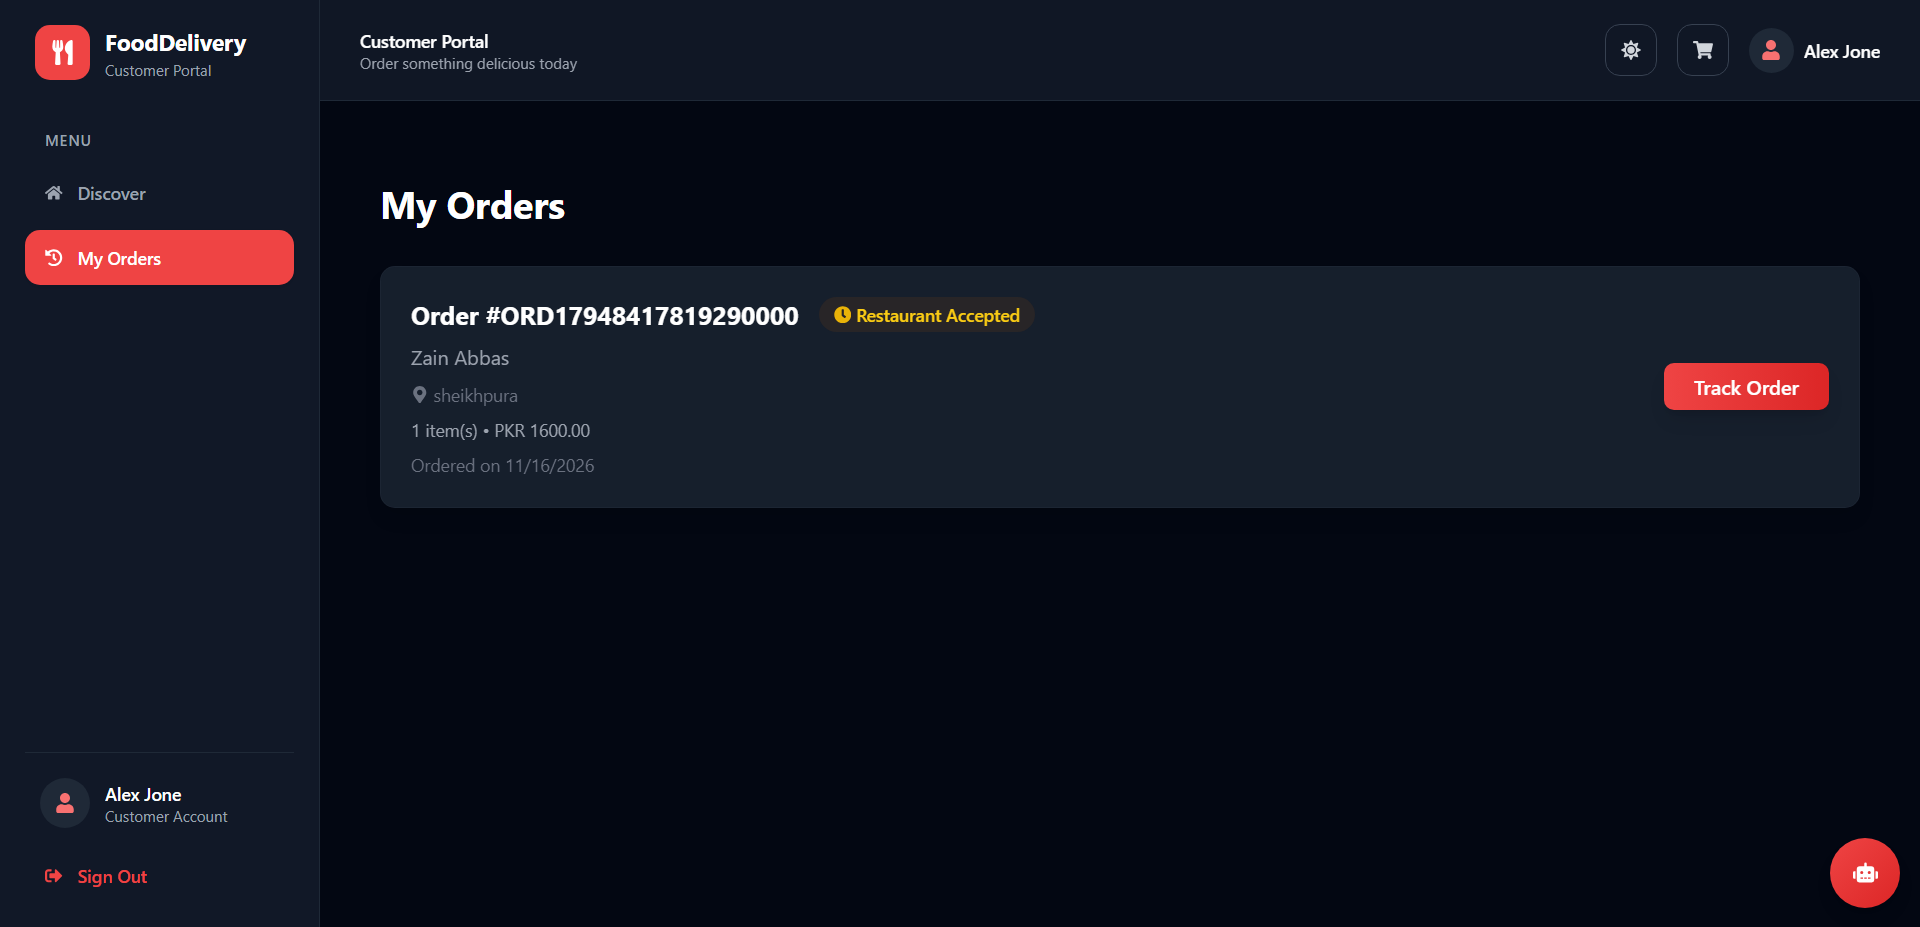 FoodDelivery
Customer Portal
MENU
Discover
My Orders
Alex Jone
Customer Account
Sign Out
Customer Portal
Order something delicious today
Alex Jone
My Orders
Order #ORD17948417819290000
Restaurant Accepted
Zain Abbas
sheikhpura
1 item(s) • PKR 1600.00
Ordered on 11/16/2026
Track Order